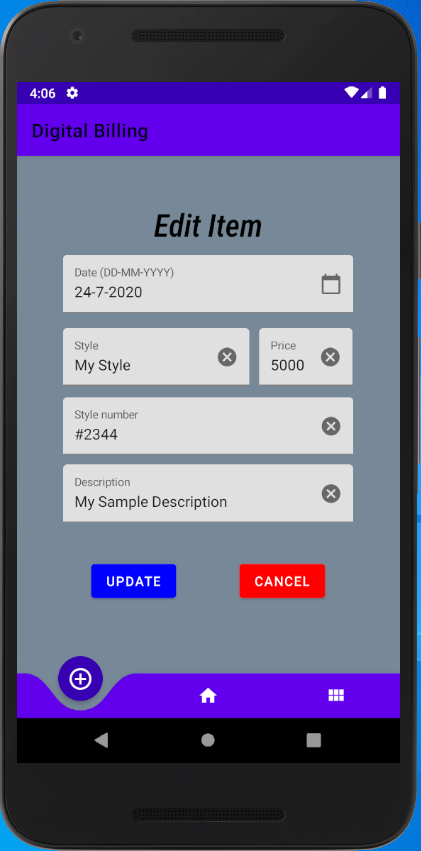 4:06
Digital Billing
Edit Item
Date (DD-MM-YYYY)
24-7-2020
Style
My Style
Price
5000
Style number
#2344
Description
My Sample Description
UPDATE
CANCEL